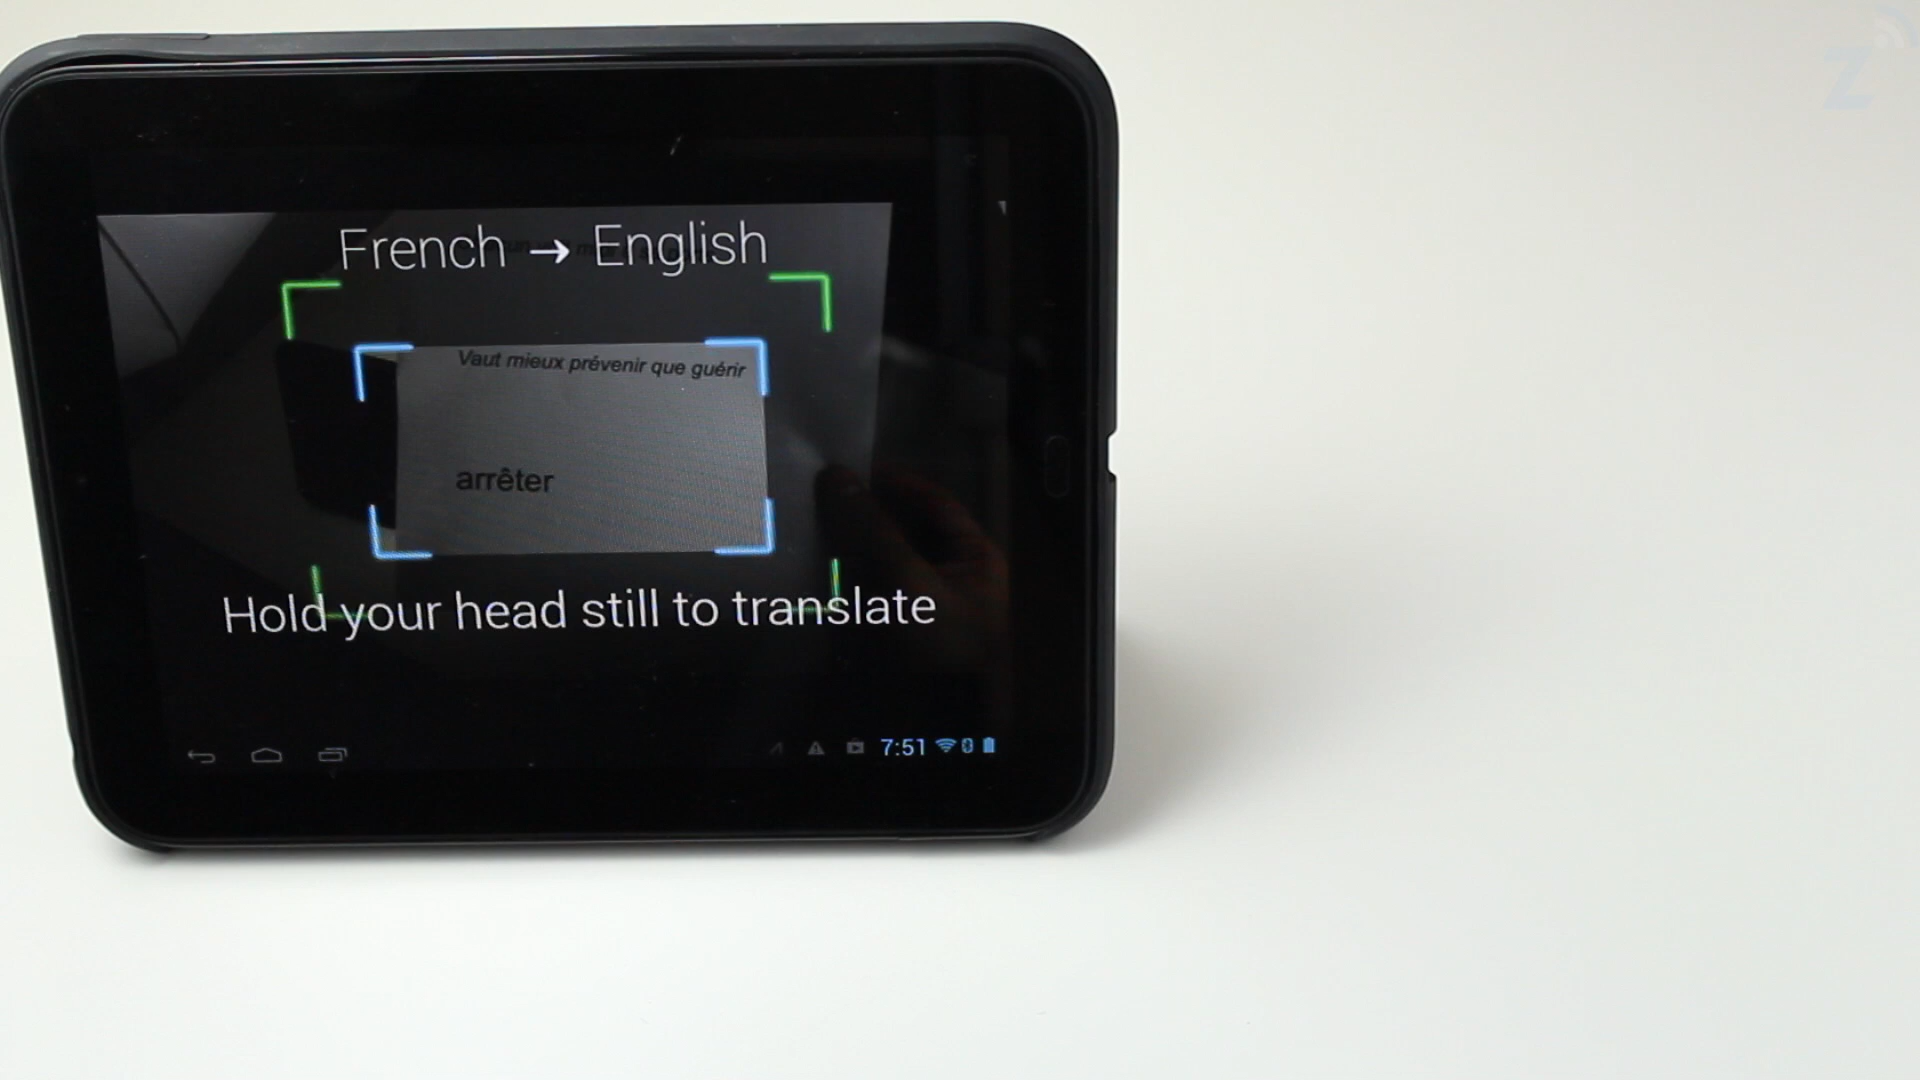 Z
French → English
Vaut mieux prévenir que guérir
arrêter
Hold your head still to translate
7:51